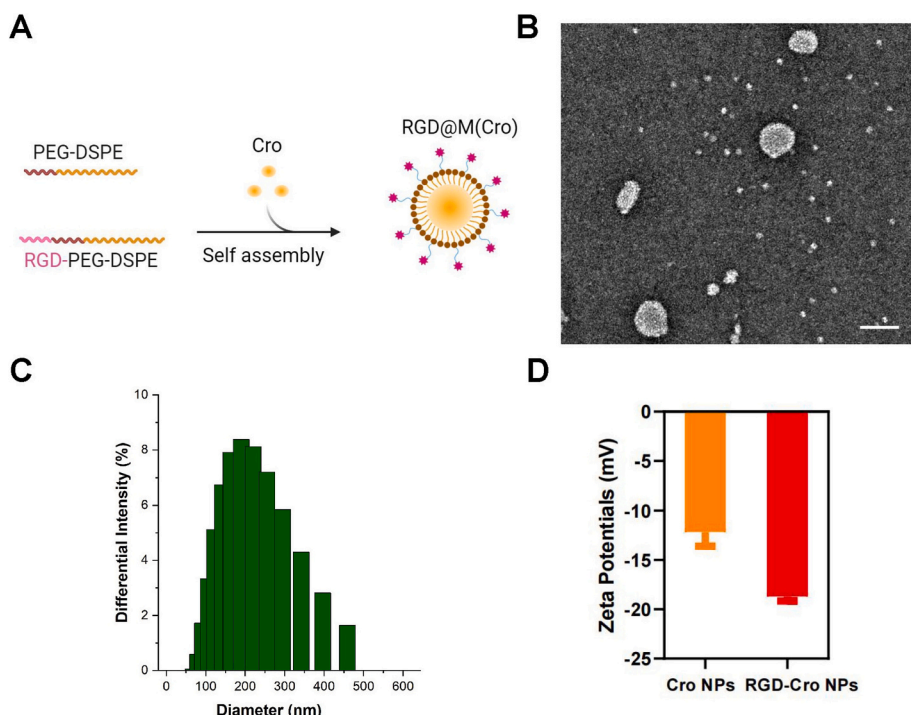 A
PEG-DSPE
RGD-PEG-DSPE
Cro
Self assembly
RGD@M(Cro)
B
C
Differential Intensity (%)
10
8
6
4
2
0
0 100 200 300 400 500 600
Diameter (nm)
D
Zeta Potentials (mV)
0
-5
-10
-15
-20
-25
Cro NPs RGD-Cro NPs